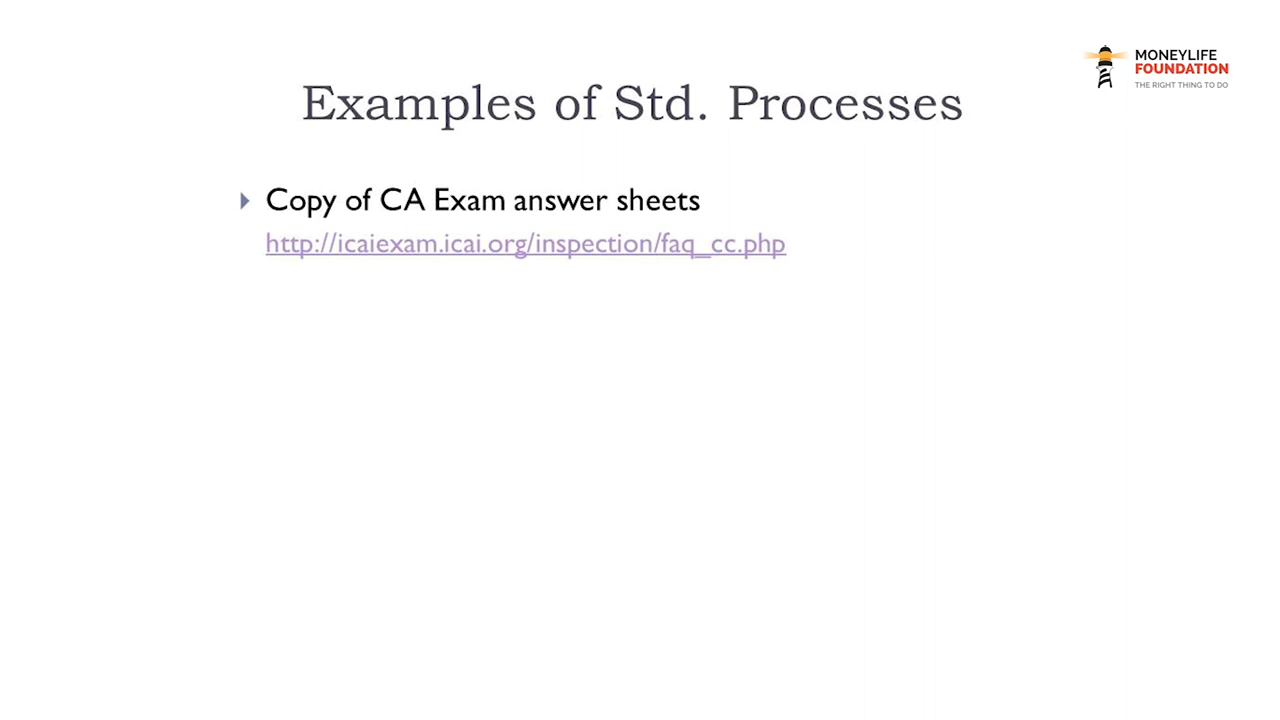 MONEYLIFE
FOUNDATION
THE RIGHT THING TO DO
Examples of Std. Processes
Copy of CA Exam answer sheets
http://icaiexam.icai.org/inspection/faq_cc.php